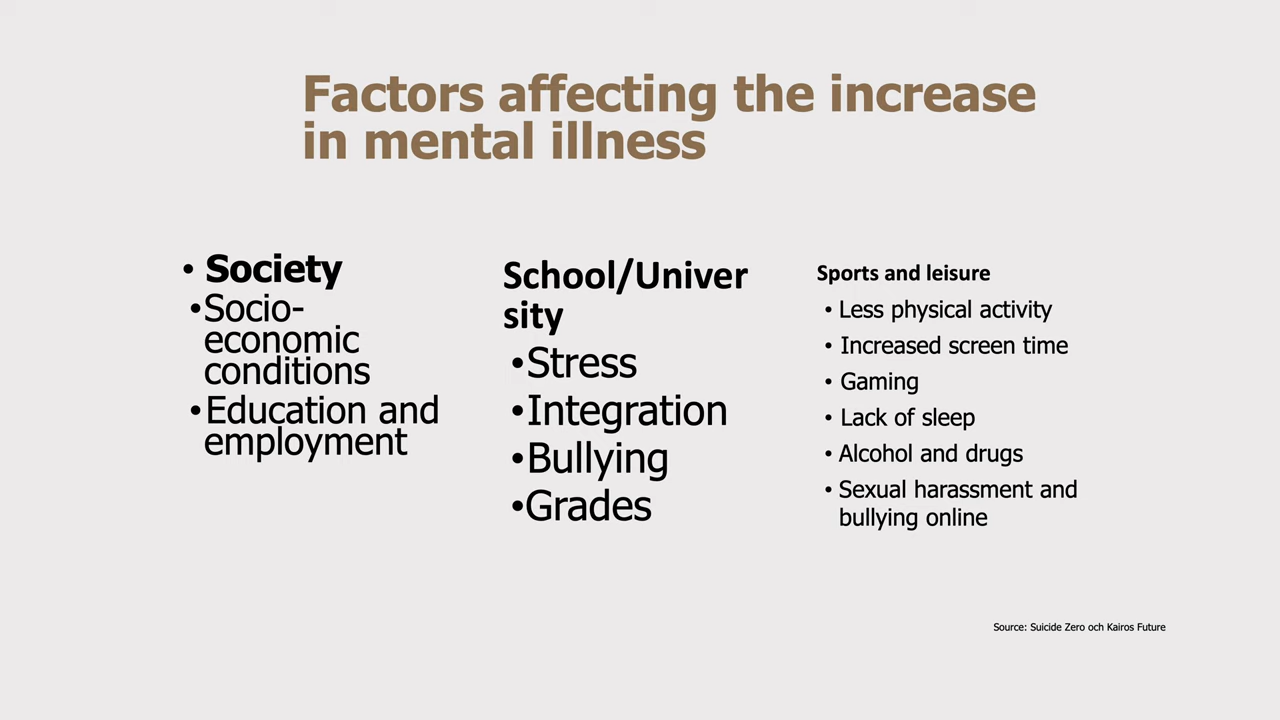 Factors affecting the increase
in mental illness
• Society
•Socio-
economic
conditions
•Education and
employment
School/Univer
sity
•Stress
•Integration
•Bullying
•Grades
Sports and leisure
• Less physical activity
• Increased screen time
• Gaming
• Lack of sleep
• Alcohol and drugs
• Sexual harassment and
bullying online
Source: Suicide Zero och Kairos Future